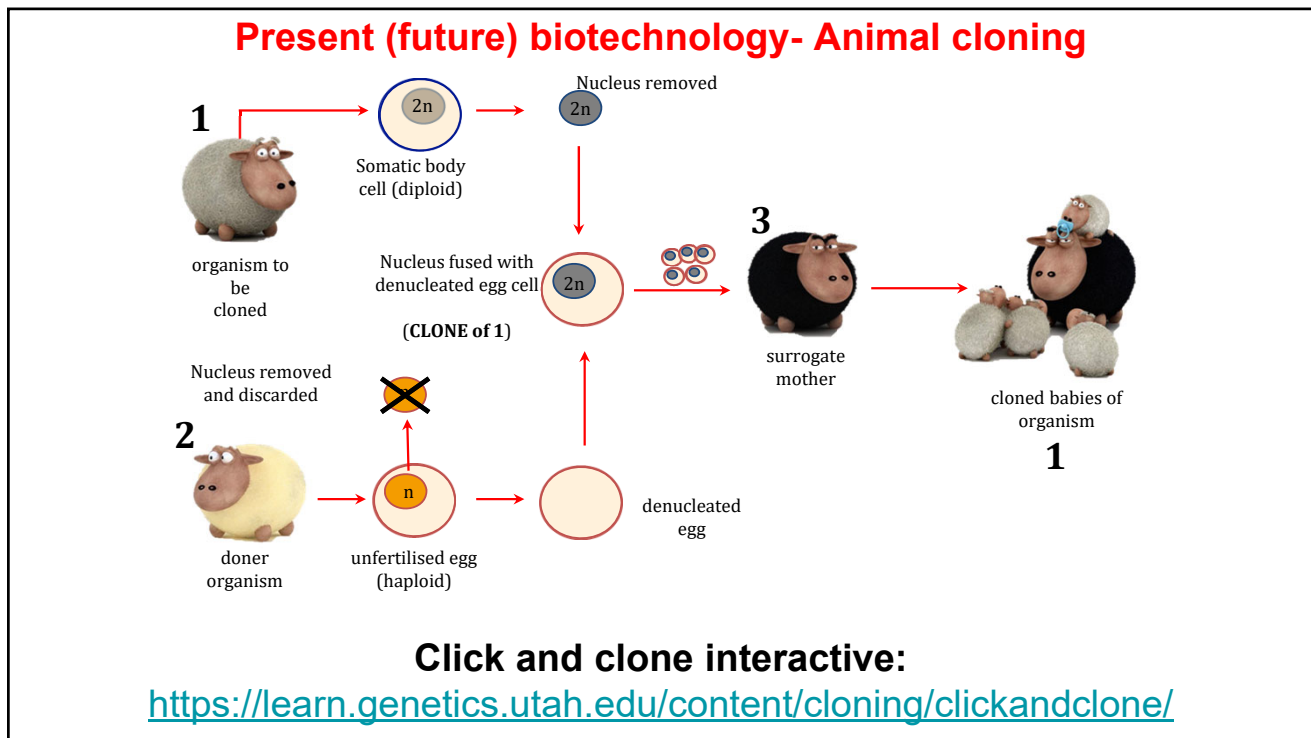 Present (future) biotechnology- Animal cloning
1
organism to
be
cloned
2n
Somatic body
cell (diploid)
Nucleus removed
2n
Nucleus fused with
denucleated egg cell
(CLONE of 1)
2n
Nucleus removed
and discarded
2
doner
organism
n
unfertilised egg
(haploid)
denucleated
egg
3
surrogate
mother
cloned babies of
organism
1
Click and clone interactive:
https://learn.genetics.utah.edu/content/cloning/clickandclone/